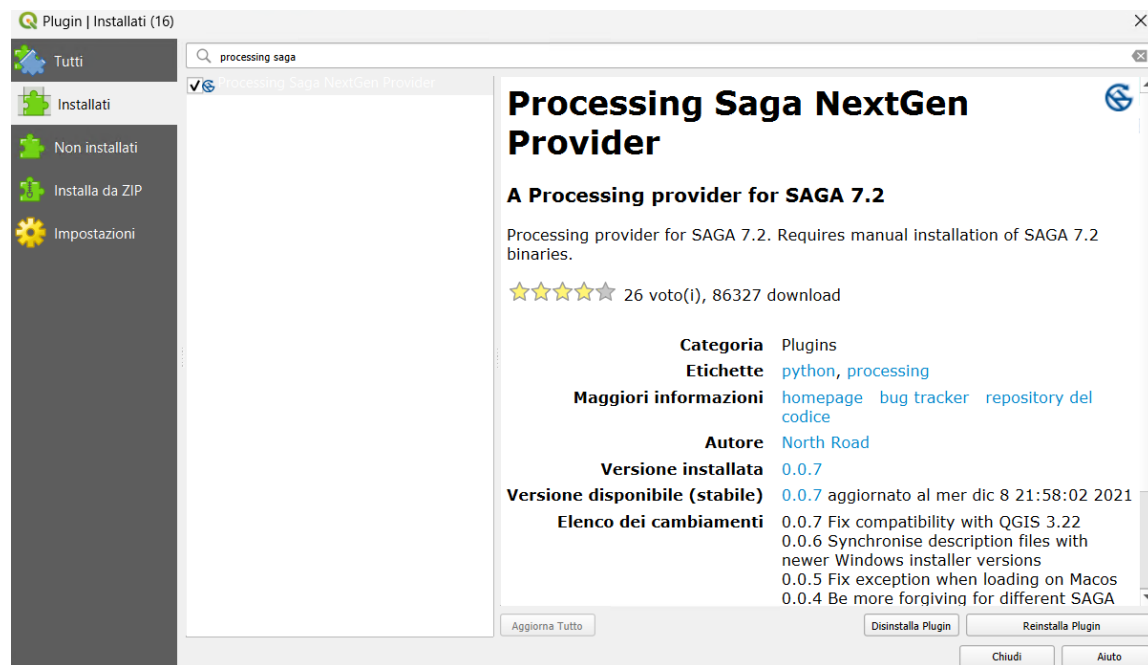 Plugin | Installati (16)
Tutti
Installati
Non installati
Installa da ZIP
Impostazioni
processing saga
Processing Saga NextGen Provider
Processing Saga NextGen
Provider
A Processing provider for SAGA 7.2
Processing provider for SAGA 7.2. Requires manual installation of SAGA 7.2
binaries.
26 voto(i), 86327 download
Categoria Plugins
Etichette python, processing
Maggiori informazioni homepage bug tracker repository del
codice
Autore North Road
Versione installata 0.0.7
Versione disponibile (stabile) 0.0.7 aggiornato al mer dic 8 21:58:02 2021
Elenco dei cambiamenti 0.0.7 Fix compatibility with QGIS 3.22
0.0.6 Synchronise description files with
newer Windows installer versions
0.0.5 Fix exception when loading on Macos
0.0.4 Be more forgiving for different SAGA
Aggiorna Tutto
Disinstalla Plugin
Reinstalla Plugin
Chiudi
Aiuto